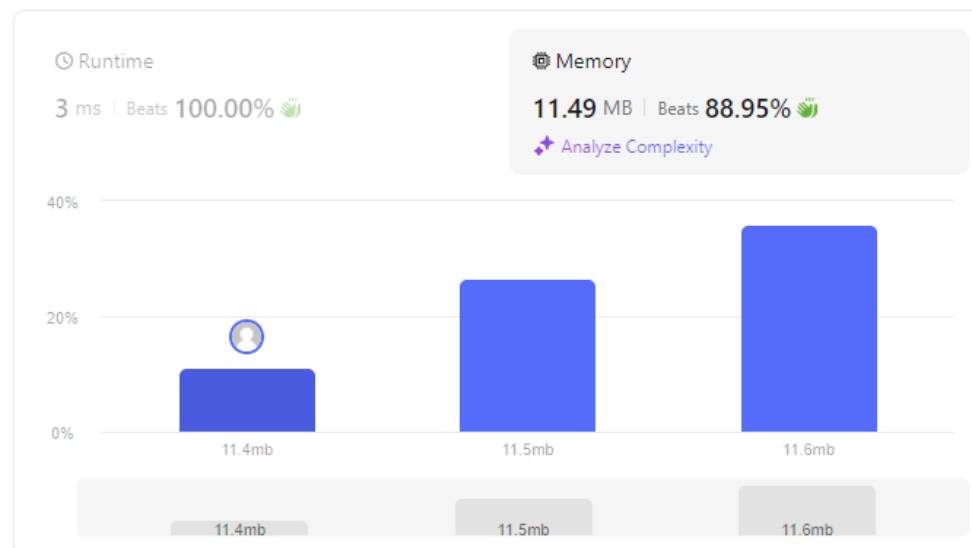 Runtime
3 ms | Beats 100.00%
Memory
11.49 MB | Beats 88.95%
Analyze Complexity
40%
20%
0%
11.4mb 11.5mb 11.6mb
11.4mb 11.5mb 11.6mb